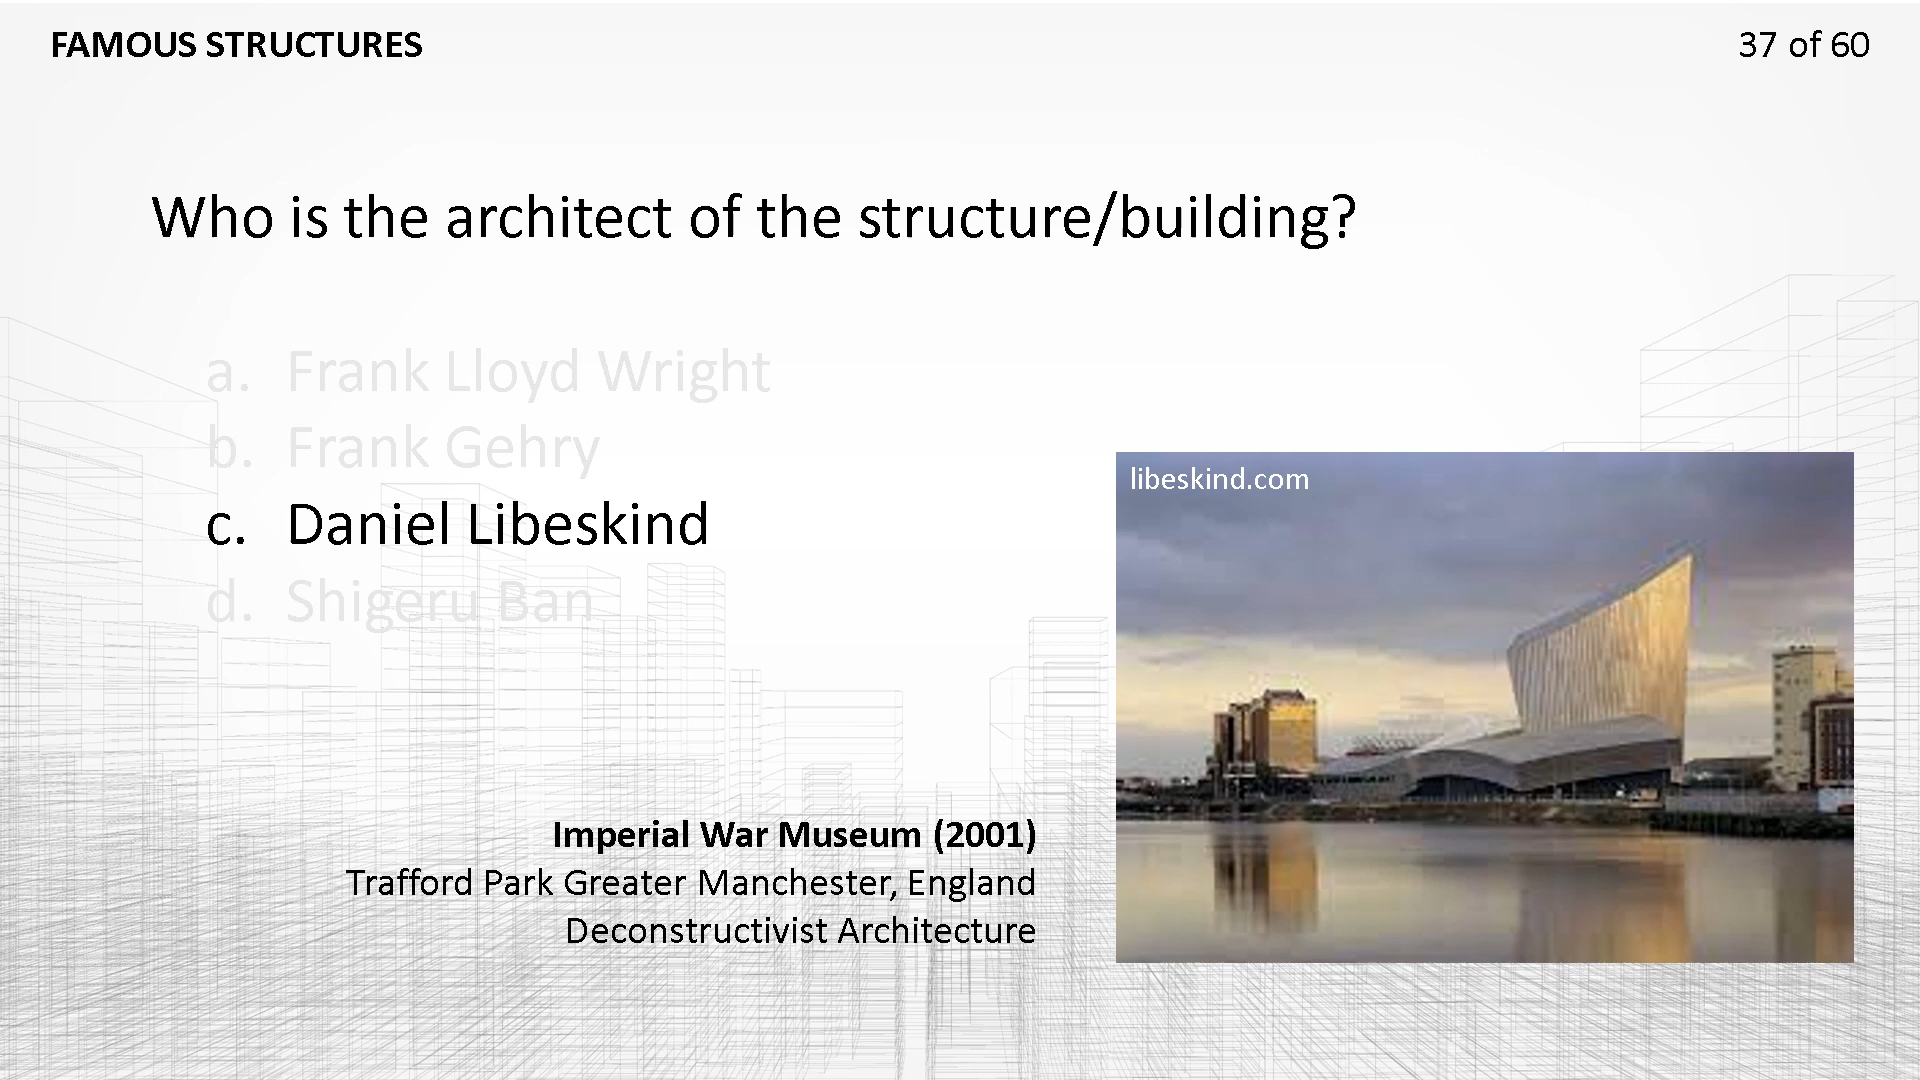 FAMOUS STRUCTURES
37 of 60
Who is the architect of the structure/building?
a. Frank Lloyd Wright
b. Frank Gehry
c. Daniel Libeskind
d. Shigeru Ban
libeskind.com
Imperial War Museum (2001)
Trafford Park Greater Manchester, England
Deconstructivist Architecture